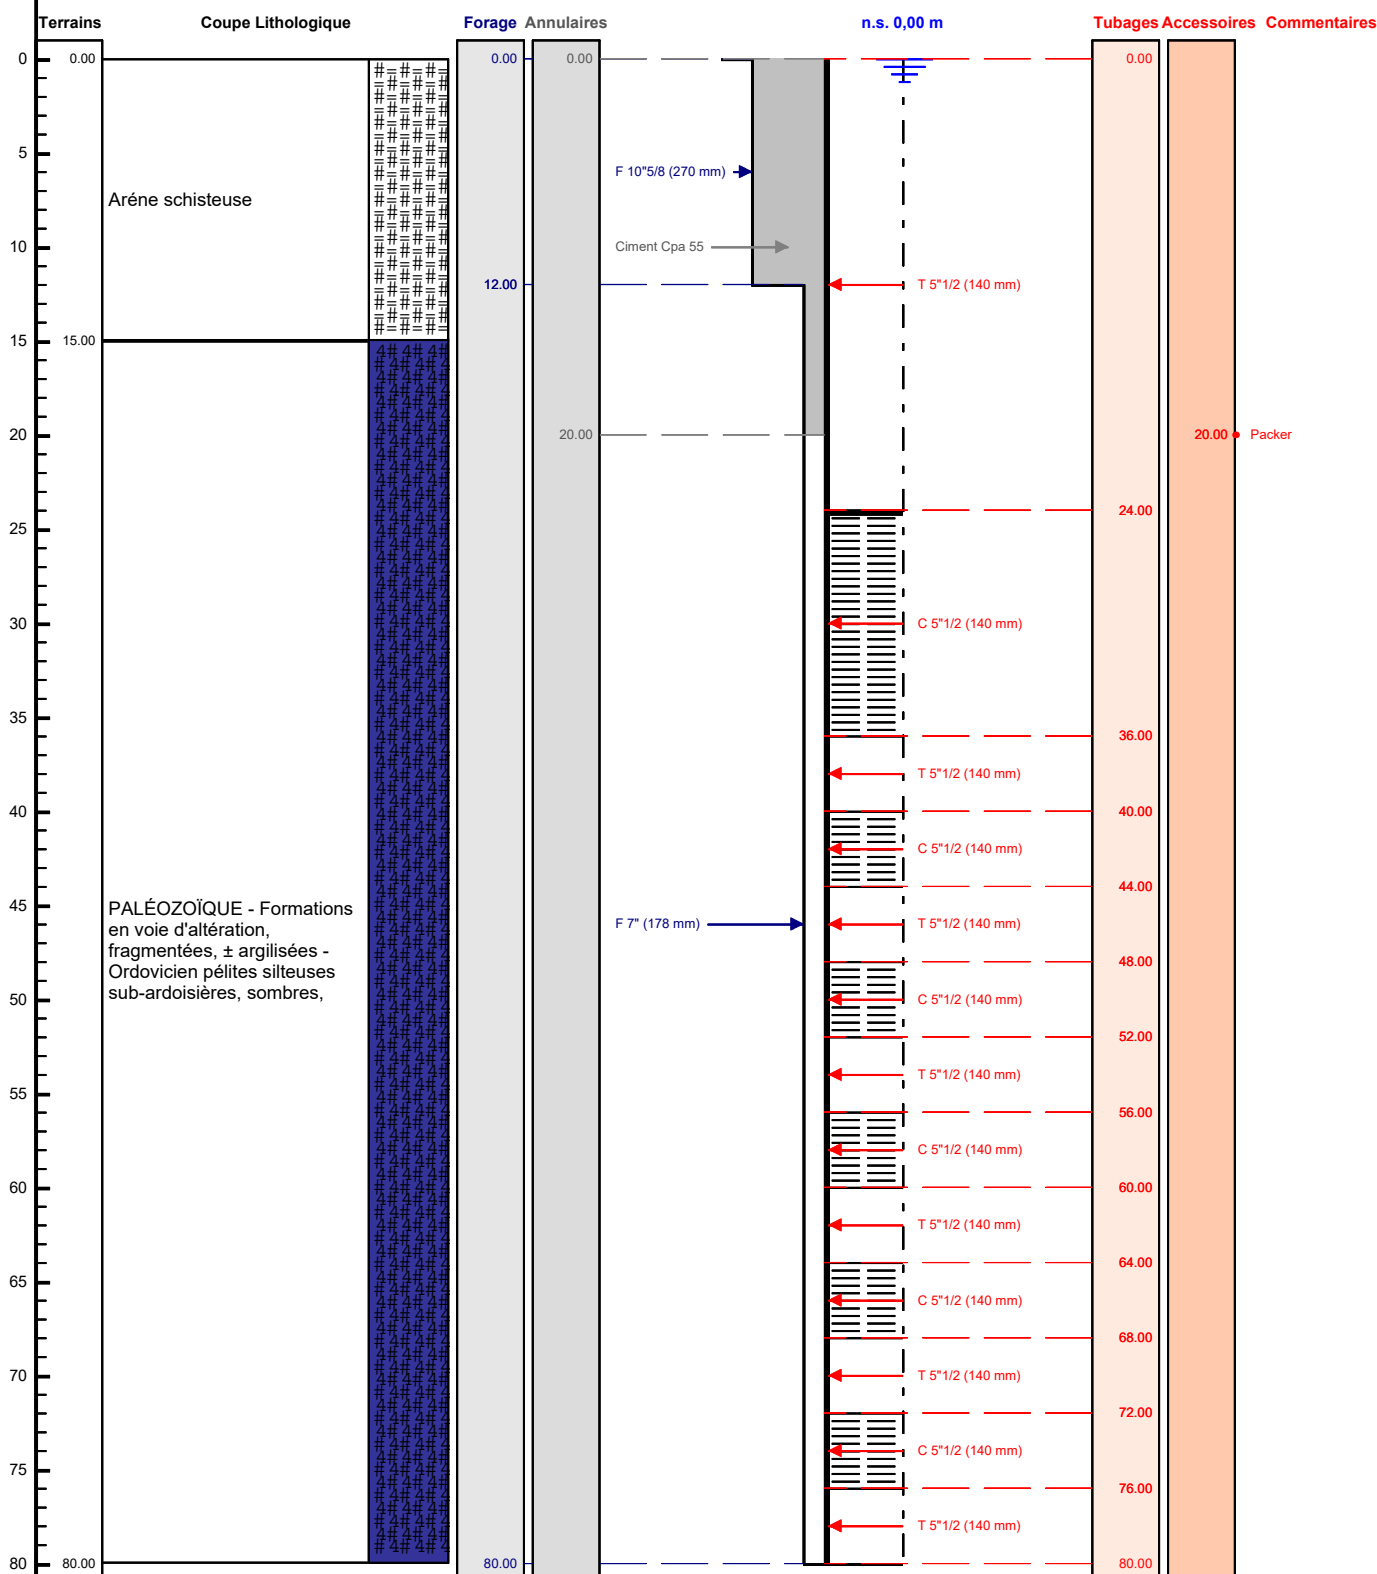 Terrains Coupe Lithologique Forage Annulaires n.s. 0,00 m Tubages Accessoires Commentaires
0 0.00 0.00 0.00 0.00
5
F 10"5/8 (270 mm)
Aréne schisteuse
10 Ciment Cpa 55
12.00 T 5"1/2 (140 mm)
15 15.00
20 20.00 20.00 Packer
24.00
25
30 C 5"1/2 (140 mm)
35
36.00
T 5"1/2 (140 mm)
40 40.00
C 5"1/2 (140 mm)
44.00
45
PALÉOZOÏQUE - Formations
en voie d'altération,
fragmentées, ± argilisées -
Ordovicien pélites silteuses
sub-ardoisières, sombres,
F 7" (178 mm) T 5"1/2 (140 mm)
48.00
50 C 5"1/2 (140 mm)
52.00
T 5"1/2 (140 mm)
55
56.00
C 5"1/2 (140 mm)
60 60.00
T 5"1/2 (140 mm)
64.00
65
C 5"1/2 (140 mm)
68.00
70 T 5"1/2 (140 mm)
72.00
C 5"1/2 (140 mm)
75
76.00
T 5"1/2 (140 mm)
80 80.00 80.00 80.00